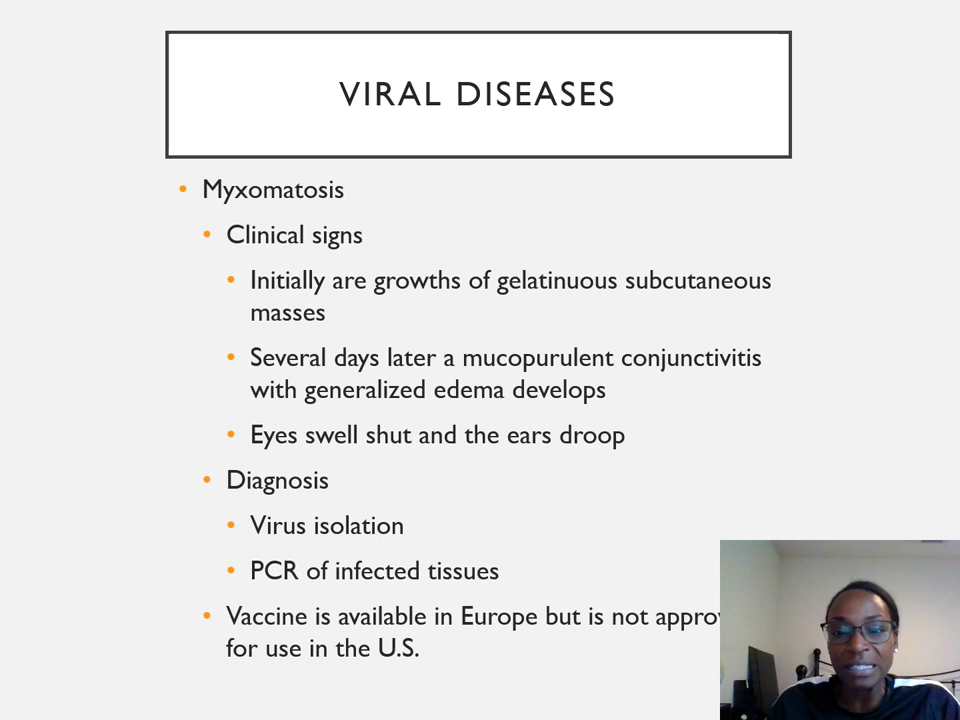 VIRAL DISEASES
• Myxomatosis
• Clinical signs
• Initially are growths of gelatinuous subcutaneous
masses
• Several days later a mucopurulent conjunctivitis
with generalized edema develops
• Eyes swell shut and the ears droop
• Diagnosis
• Virus isolation
• PCR of infected tissues
• Vaccine is available in Europe but is not
for use in the U.S.